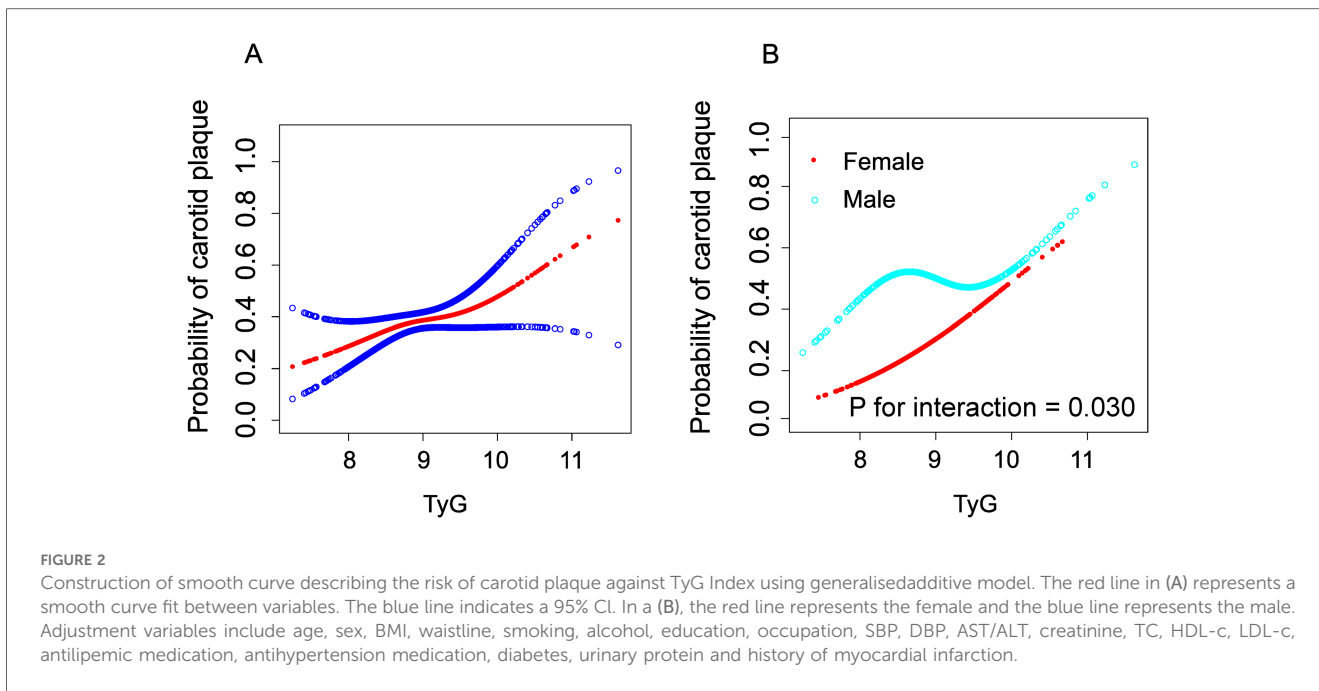 A
Probability of carotid plaque
1.0
0.8
0.6
0.4
0.2
0.0
8 9 10 11
TyG
B
Probability of carotid plaque
1.0
0.8
0.6
0.4
0.2
0.0
Female
Male
P for interaction = 0.030
8 9 10 11
TyG
FIGURE 2
Construction of smooth curve describing the risk of carotid plaque against TyG Index using generalisedadditive model. The red line in (A) represents a
smooth curve fit between variables. The blue line indicates a 95% Cl. In a (B), the red line represents the female and the blue line represents the male.
Adjustment variables include age, sex, BMI, waistline, smoking, alcohol, education, occupation, SBP, DBP, AST/ALT, creatinine, TC, HDL-c, LDL-c,
antilipemic medication, antihypertension medication, diabetes, urinary protein and history of myocardial infarction.